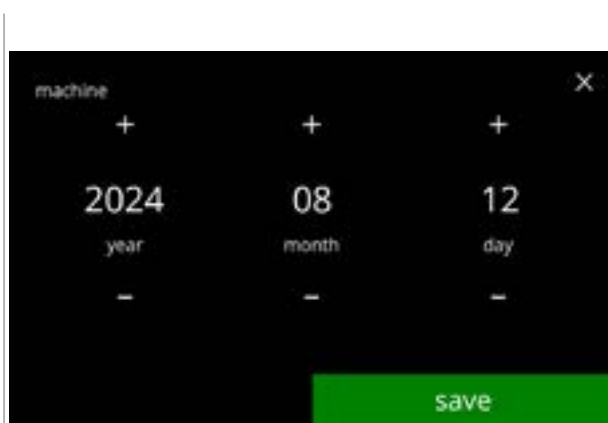 machine
×
+ + +
2024 08 12
year month day
− − −
save